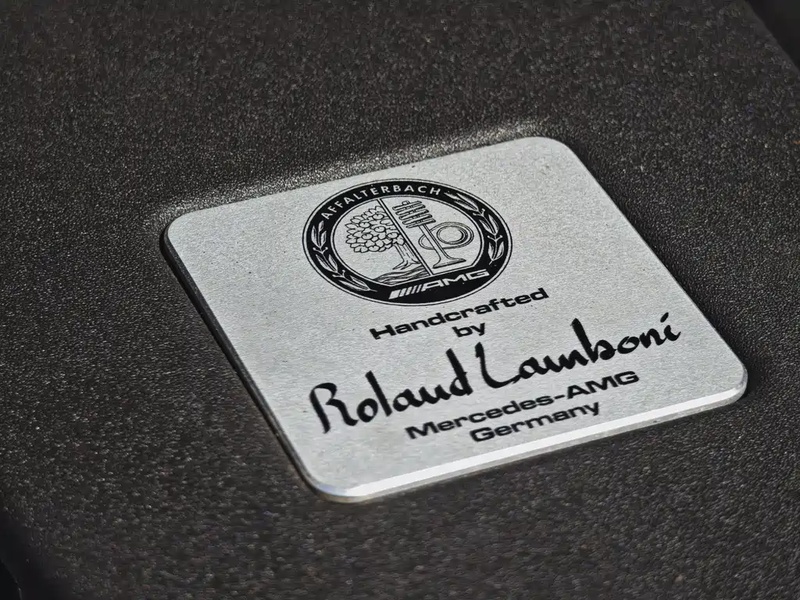 AFFALTERBACH
AMG
Handcrafted
by
Roland Lamboni
Mercedes-AMG
Germany